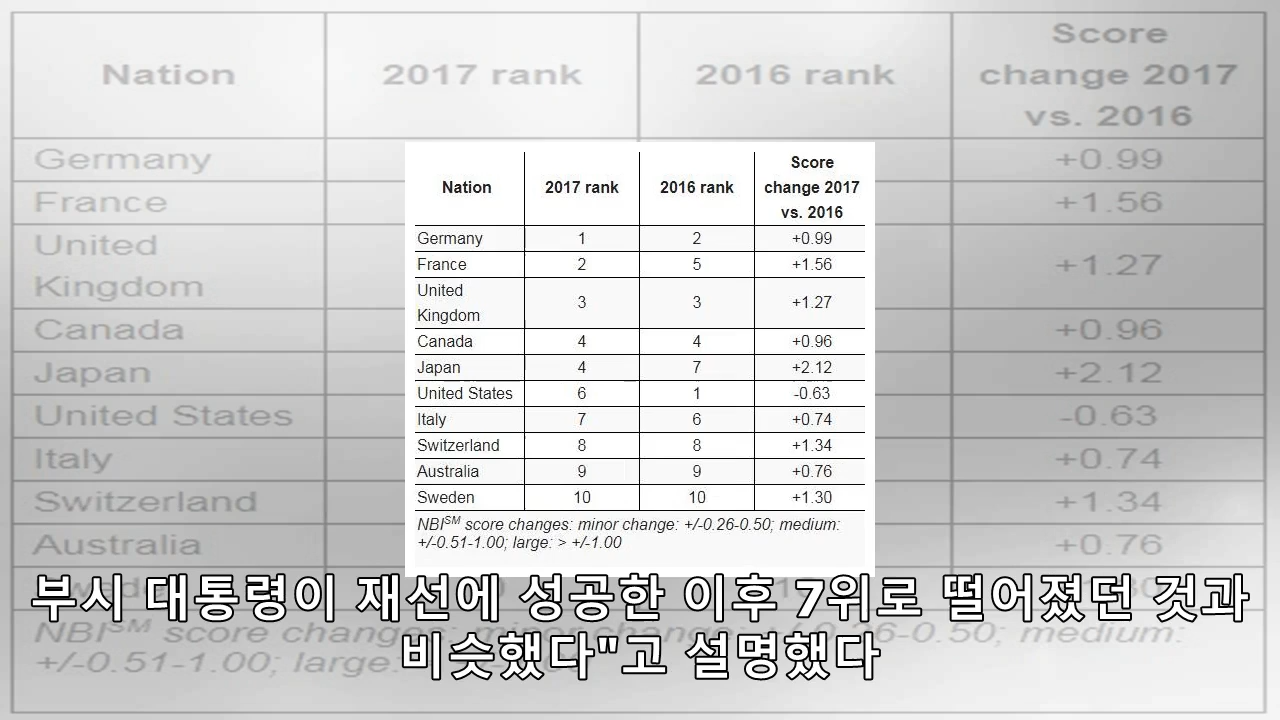 Nation 2017 rank 2016 rank Score change 2017 vs. 2016
Germany 1 2 +0.99
France 2 5 +1.56
United Kingdom 3 3 +1.27
Canada 4 4 +0.96
Japan 4 7 +2.12
United States 6 1 -0.63
Italy 7 6 +0.74
Switzerland 8 8 +1.34
Australia 9 9 +0.76
Sweden 10 10 +1.30
NBISM score changes: minor change: +/-0.26-0.50; medium:
+/-0.51-1.00; large: > +/-1.00
부시 대통령이 재선에 성공한 이후 7위로 떨어졌던 것과
비슷했다"고 설명했다